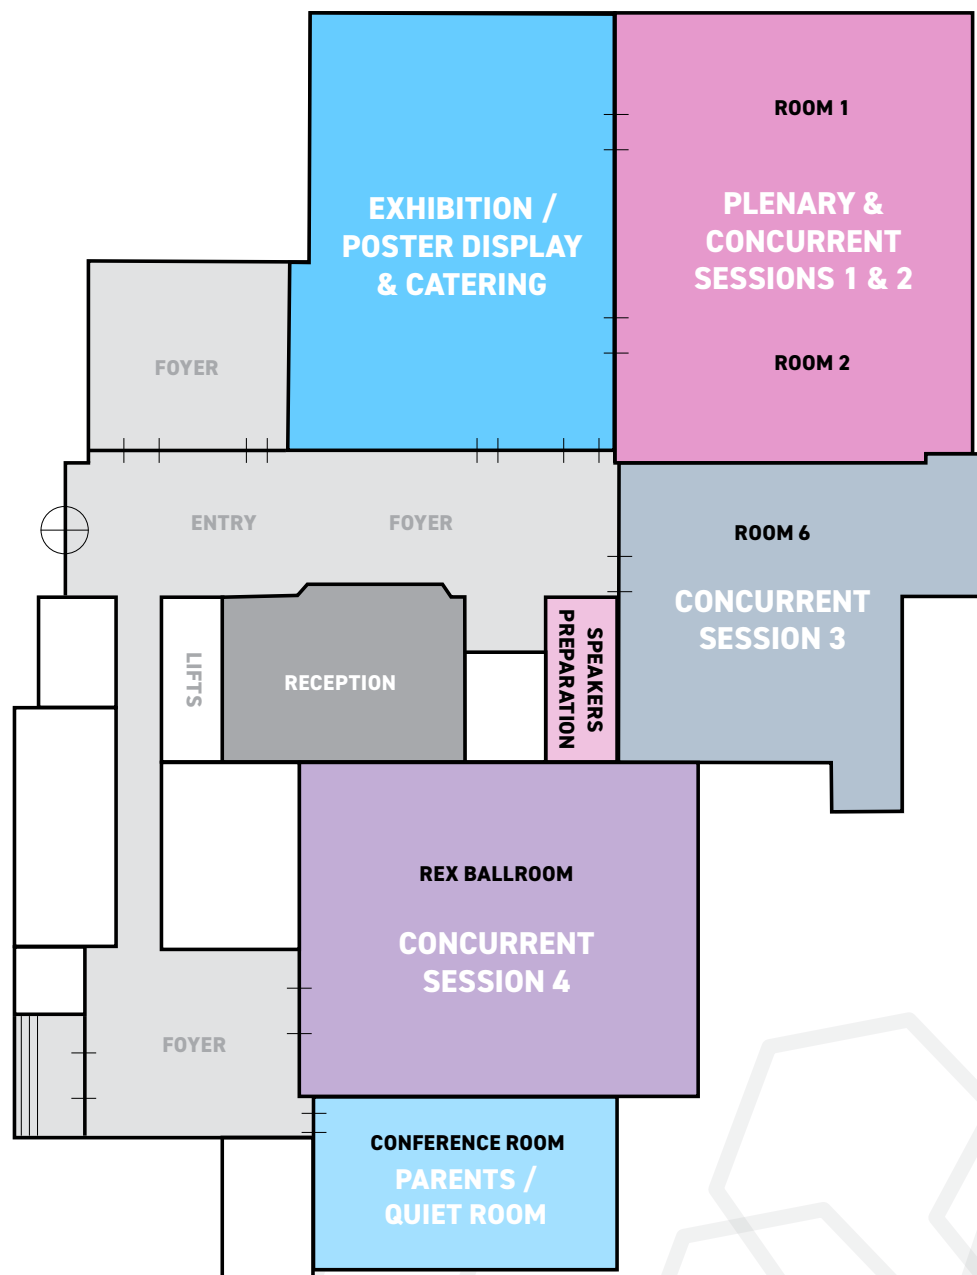 ROOM 1
EXHIBITION /
POSTER DISPLAY
& CATERING
PLENARY &
CONCURRENT
SESSIONS 1 & 2
FOYER
ROOM 2
ENTRY
FOYER
ROOM 6
CONCURRENT
SESSION 3
LIFTS
RECEPTION
SPEAKERS
PREPARATION
REX BALLROOM
CONCURRENT
SESSION 4
FOYER
CONFERENCE ROOM
PARENTS /
QUIET ROOM